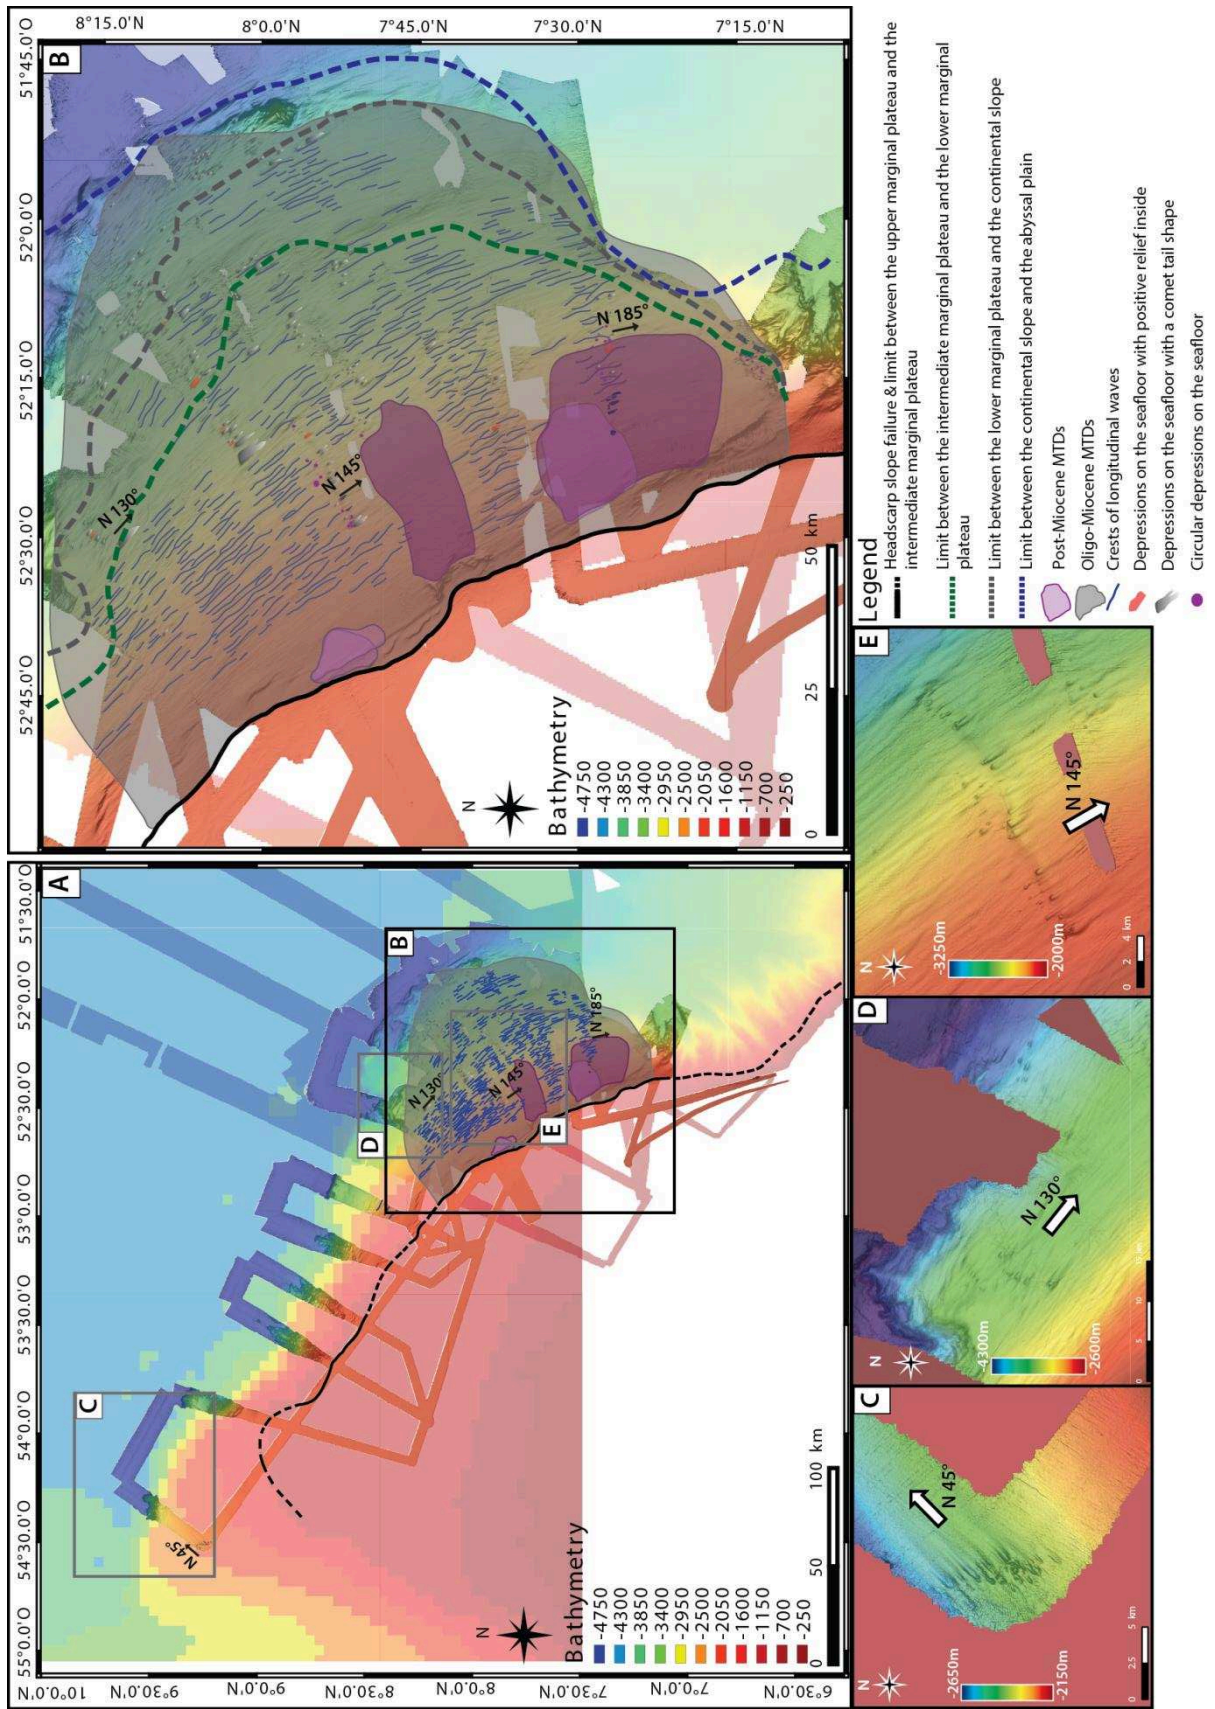 A
55°0.0'O
54°30.0'O
54°0.0'O
53°30.0'O
53°0.0'O
52°30.0'O
52°0.0'O
51°30.0'O
10°0.0'N
9°30.0'N
9°0.0'N
8°30.0'N
8°0.0'N
7°30.0'N
7°0.0'N
6°30.0'N
C
D
B
E
N 45°
N 130°
N 145°
N 185°
N
Bathymetry
-4750
-4300
-3850
-3400
-2950
-2500
-2050
-1600
-1150
-700
-250
0
50
100 km
B
52°45.0'O
52°30.0'O
52°15.0'O
52°0.0'O
51°45.0'O
8°15.0'N
8°0.0'N
7°45.0'N
7°30.0'N
7°15.0'N
N 130°
N 145°
N 185°
N
Bathymetry
-4750
-4300
-3850
-3400
-2950
-2500
-2050
-1600
-1150
-700
-250
0
25
50 km
C
N
-2650m
-2150m
N 45°
0
2.5
5 km
D
N
-4300m
-2600m
N 130°
0
5
10
15 km
E
N
-3250m
-2000m
N 145°
0
2
4 km
Legend
Headscarp slope failure & limit between the upper marginal plateau and the
intermediate marginal plateau
Limit between the intermediate marginal plateau and the lower marginal
plateau
Limit between the lower marginal plateau and the continental slope
Limit between the continental slope and the abyssal plain
Post-Miocene MTDs
Oligo-Miocene MTDs
Crests of longitudinal waves
Depressions on the seafloor with positive relief inside
Depressions on the seafloor with a comet tail shape
Circular depressions on the seafloor